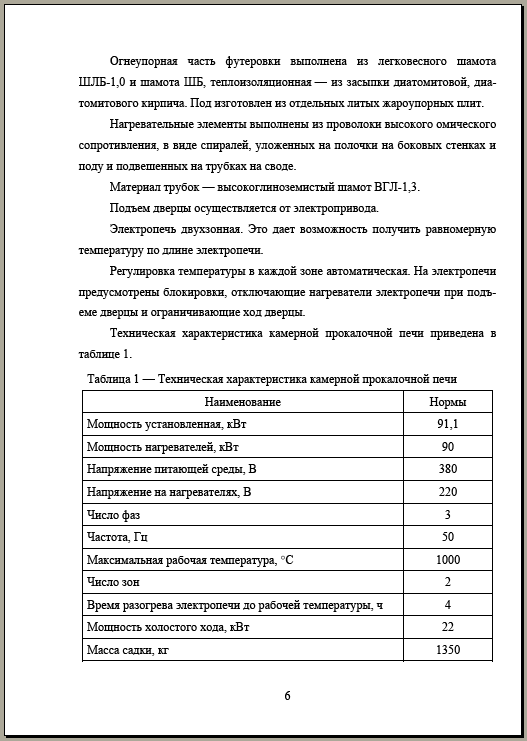 Огнеупорная часть футеровки выполнена из легковесного шамота
ШЛБ-1,0 и шамота ШБ, теплоизоляционная — из засыпки диатомитовой, диа-
томитового кирпича. Под изготовлен из отдельных литых жароупорных плит.
Нагревательные элементы выполнены из проволоки высокого омического
сопротивления, в виде спиралей, уложенных на полочки на боковых стенках и
поду и подвешенных на трубках на своде.
Материал трубок — высокоглиноземистый шамот ВГЛ-1,3.
Подъем дверцы осуществляется от электропривода.
Электропечь двухзонная. Это дает возможность получить равномерную
температуру по длине электропечи.
Регулировка температуры в каждой зоне автоматическая. На электропечи
предусмотрены блокировки, отключающие нагреватели электропечи при подъ-
еме дверцы и ограничивающие ход дверцы.
Техническая характеристика камерной прокалочной печи приведена в
таблице 1.
Таблица 1 — Техническая характеристика камерной прокалочной печи
Наименование Нормы
Мощность установленная, кВт 91,1
Мощность нагревателей, кВт 90
Напряжение питающей среды, В 380
Напряжение на нагревателях, В 220
Число фаз 3
Частота, Гц 50
Максимальная рабочая температура, °С 1000
Число зон 2
Время разогрева электропечи до рабочей температуры, ч 4
Мощность холостого хода, кВт 22
Масса садки, кг 1350
6